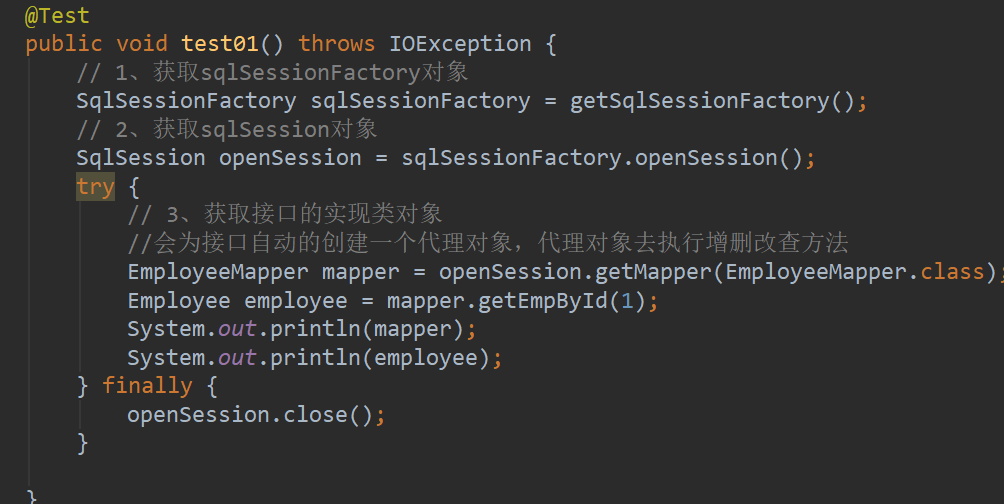 @Test
public void test01() throws IOException {
// 1、获取sqlSessionFactory对象
SqlSessionFactory sqlSessionFactory = getSqlSessionFactory();
// 2、获取sqlSession对象
SqlSession openSession = sqlSessionFactory.openSession();
try {
// 3、获取接口的实现类对象
//会为接口自动的创建一个代理对象，代理对象去执行增删改查方法
EmployeeMapper mapper = openSession.getMapper(EmployeeMapper.class);
Employee employee = mapper.getEmpById(1);
System.out.println(mapper);
System.out.println(employee);
} finally {
openSession.close();
}
}